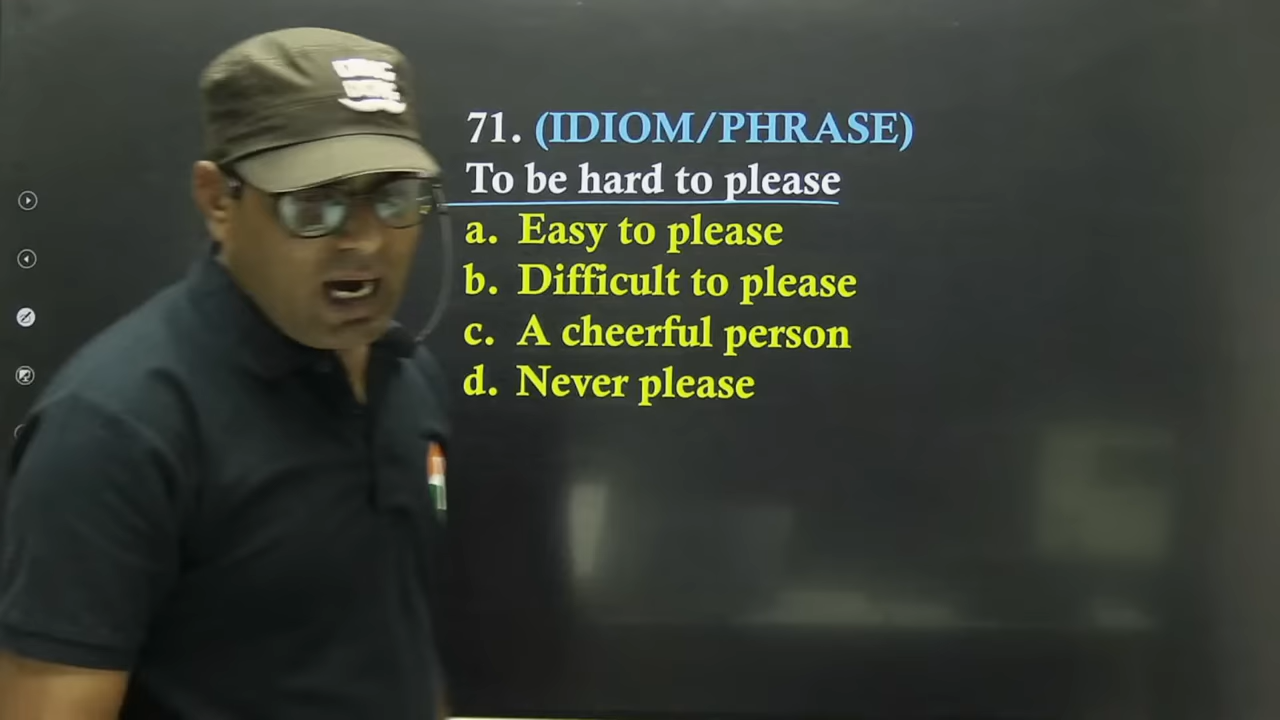 71. (IDIOM/PHRASE)
To be hard to please
a. Easy to please
b. Difficult to please
c. A cheerful person
d. Never please